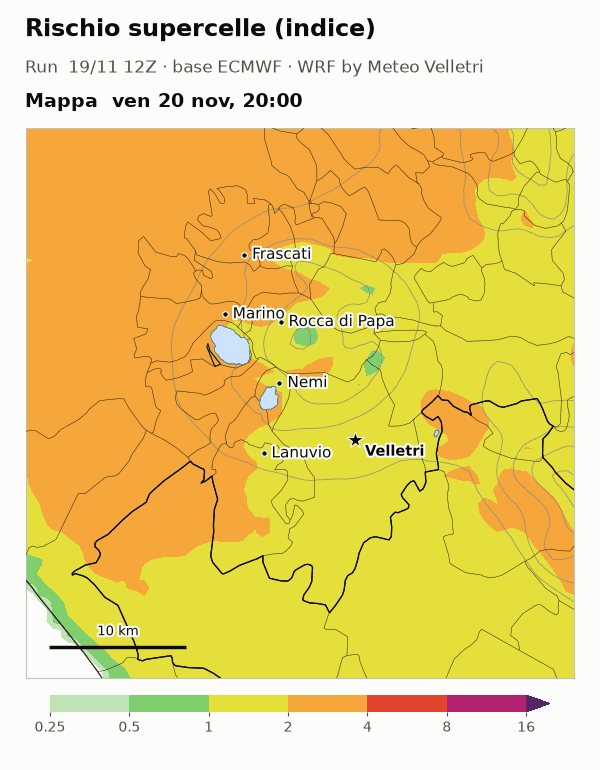 Rischio supercelle (indice)
Run  19/11 12Z · base ECMWF · WRF by Meteo Velletri
Mappa  ven 20 nov, 20:00
Frascati
Marino
Rocca di Papa
Nemi
Velletri
Lanuvio
10 km
0.25 0.5 1 2 4 8 16